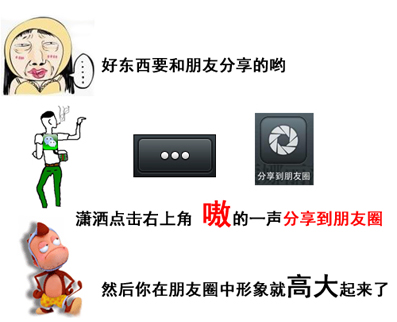 好东西要和朋友分享的哟
分享到朋友圈
潇洒点击右上角 嗷的一声分享到朋友圈
然后你在朋友圈中形象就高大起来了